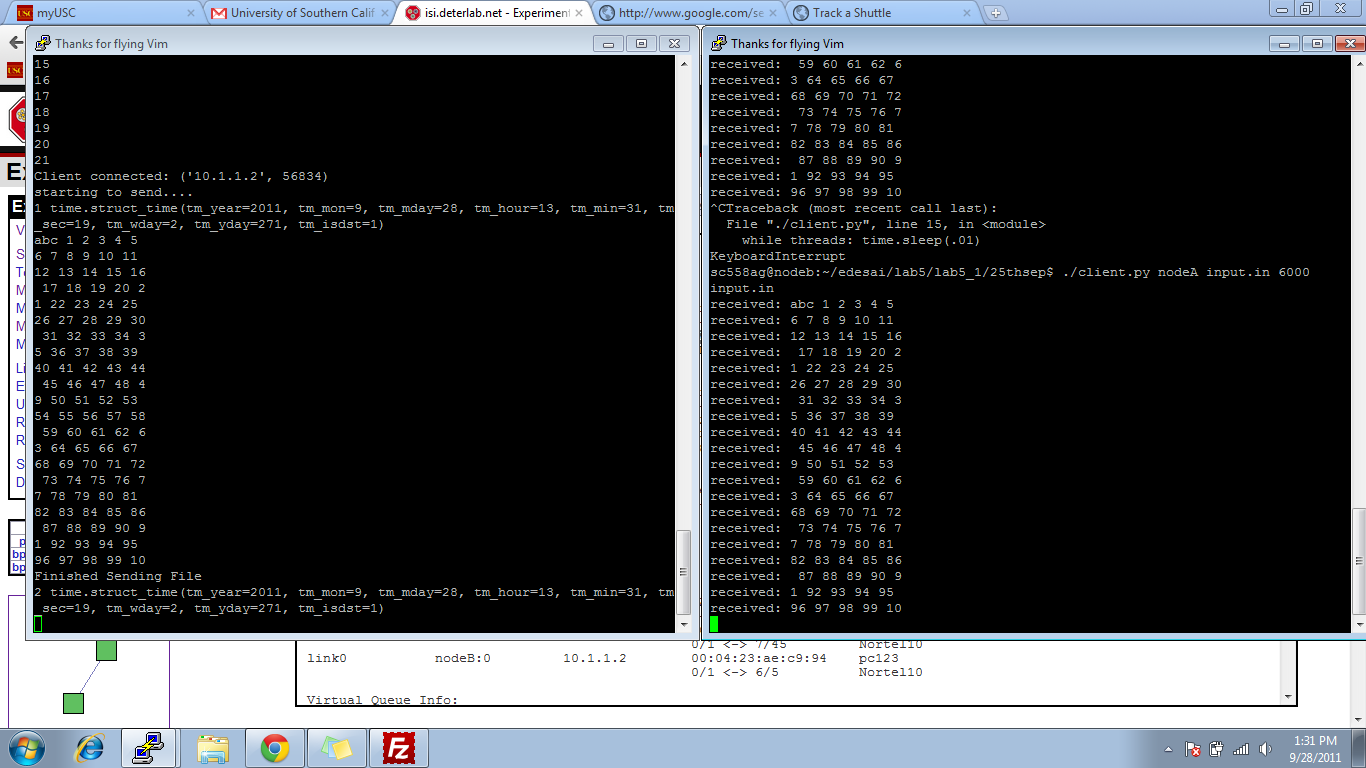 myUSC
University of Southern Calif
isi.deterlab.net - Experiment
http://www.google.com/se
Track a Shuttle
Thanks for flying Vim
15
16
17
18
19
20
21
Client connected: ('10.1.1.2', 56834)
starting to send....
1 time.struct_time(tm_year=2011, tm_mon=9, tm_mday=28, tm_hour=13, tm_min=31, tm
_sec=19, tm_wday=2, tm_yday=271, tm_isdst=1)
abc 1 2 3 4 5
6 7 8 9 10 11
12 13 14 15 16
 17 18 19 20 2
1 22 23 24 25
26 27 28 29 30
 31 32 33 34 3
5 36 37 38 39
40 41 42 43 44
 45 46 47 48 4
9 50 51 52 53
54 55 56 57 58
 59 60 61 62 6
3 64 65 66 67
68 69 70 71 72
 73 74 75 76 7
7 78 79 80 81
82 83 84 85 86
 87 88 89 90 9
1 92 93 94 95
96 97 98 99 10
Finished Sending File
2 time.struct_time(tm_year=2011, tm_mon=9, tm_mday=28, tm_hour=13, tm_min=31, tm
_sec=19, tm_wday=2, tm_yday=271, tm_isdst=1)
Thanks for flying Vim
received:  59 60 61 62 6
received: 3 64 65 66 67
received: 68 69 70 71 72
received:  73 74 75 76 7
received: 7 78 79 80 81
received: 82 83 84 85 86
received:  87 88 89 90 9
received: 1 92 93 94 95
received: 96 97 98 99 10
^CTraceback (most recent call last):
  File "./client.py", line 15, in <module>
    while threads: time.sleep(.01)
KeyboardInterrupt
sc558ag@nodeb:~/edesai/lab5/lab5_1/25thsep$ ./client.py nodeA input.in 6000
input.in
received: abc 1 2 3 4 5
received: 6 7 8 9 10 11
received: 12 13 14 15 16
received:  17 18 19 20 2
received: 1 22 23 24 25
received: 26 27 28 29 30
received:  31 32 33 34 3
received: 5 36 37 38 39
received: 40 41 42 43 44
received:  45 46 47 48 4
received: 9 50 51 52 53
received:  59 60 61 62 6
received: 3 64 65 66 67
received: 68 69 70 71 72
received:  73 74 75 76 7
received: 7 78 79 80 81
received: 82 83 84 85 86
received:  87 88 89 90 9
received: 1 92 93 94 95
received: 96 97 98 99 10
0/1 <-> 7/45 Nortel10
link0 nodeB:0 10.1.1.2 00:04:23:ae:c9:94 pc123
0/1 <-> 6/5 Nortel10
Virtual Queue Info:
1:31 PM
9/28/2011